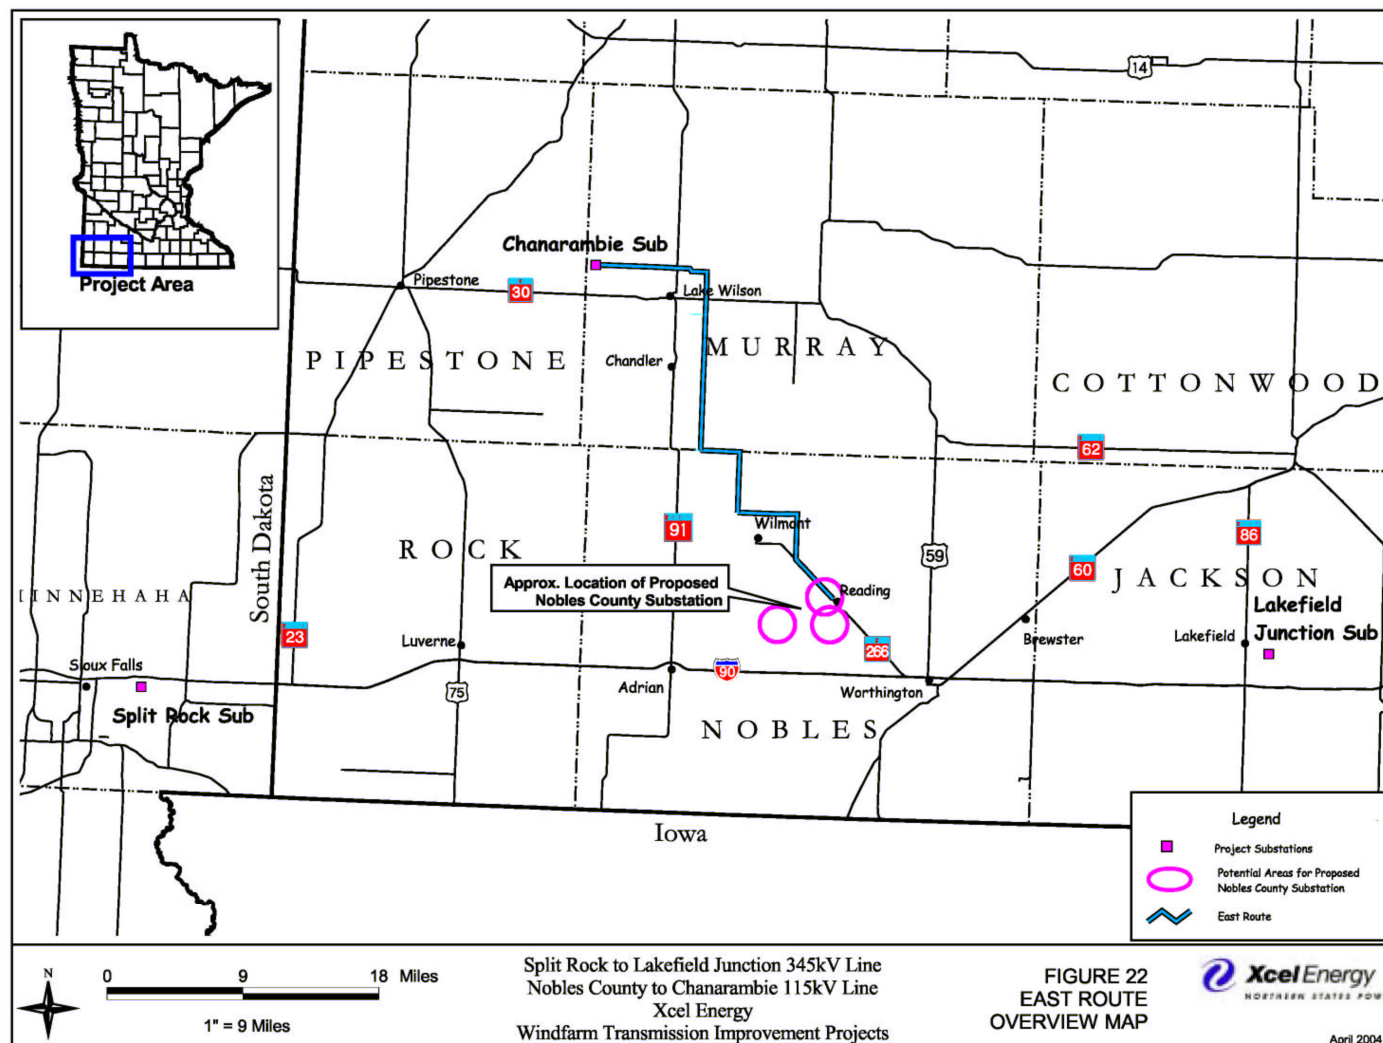 Project Area
14
Chanarambie Sub
Pipestone
30
Lake Wilson
PIPESTONE
Chandler
MURRAY
COTTONWOOD
62
South Dakota
91
Wilmont
86
ROCK
59
60
JACKSON
Approx. Location of Proposed
Nobles County Substation
Reading
INNEHAHA
Lakefield
Junction Sub
23
Luverne
266
Brewster
Lakefield
Sioux Falls
90
75
Adrian
Worthington
Split Rock Sub
NOBLES
Iowa
Legend
Project Substations
Potential Areas for Proposed
Nobles County Substation
East Route
N
0 9 18 Miles
1" = 9 Miles
Split Rock to Lakefield Junction 345kV Line
Nobles County to Chanarambie 115kV Line
Xcel Energy
Windfarm Transmission Improvement Projects
FIGURE 22
EAST ROUTE
OVERVIEW MAP
Xcel Energy
NORTHERN STATES POW
April 2004